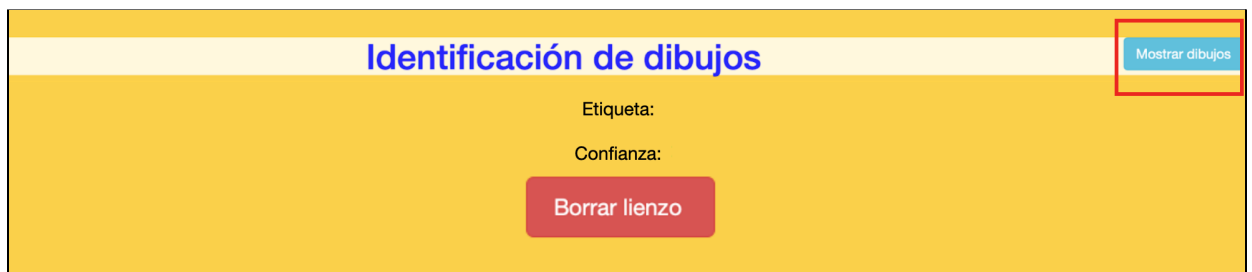 Identificación de dibujos
Mostrar dibujos
Etiqueta:
Confianza:
Borrar lienzo